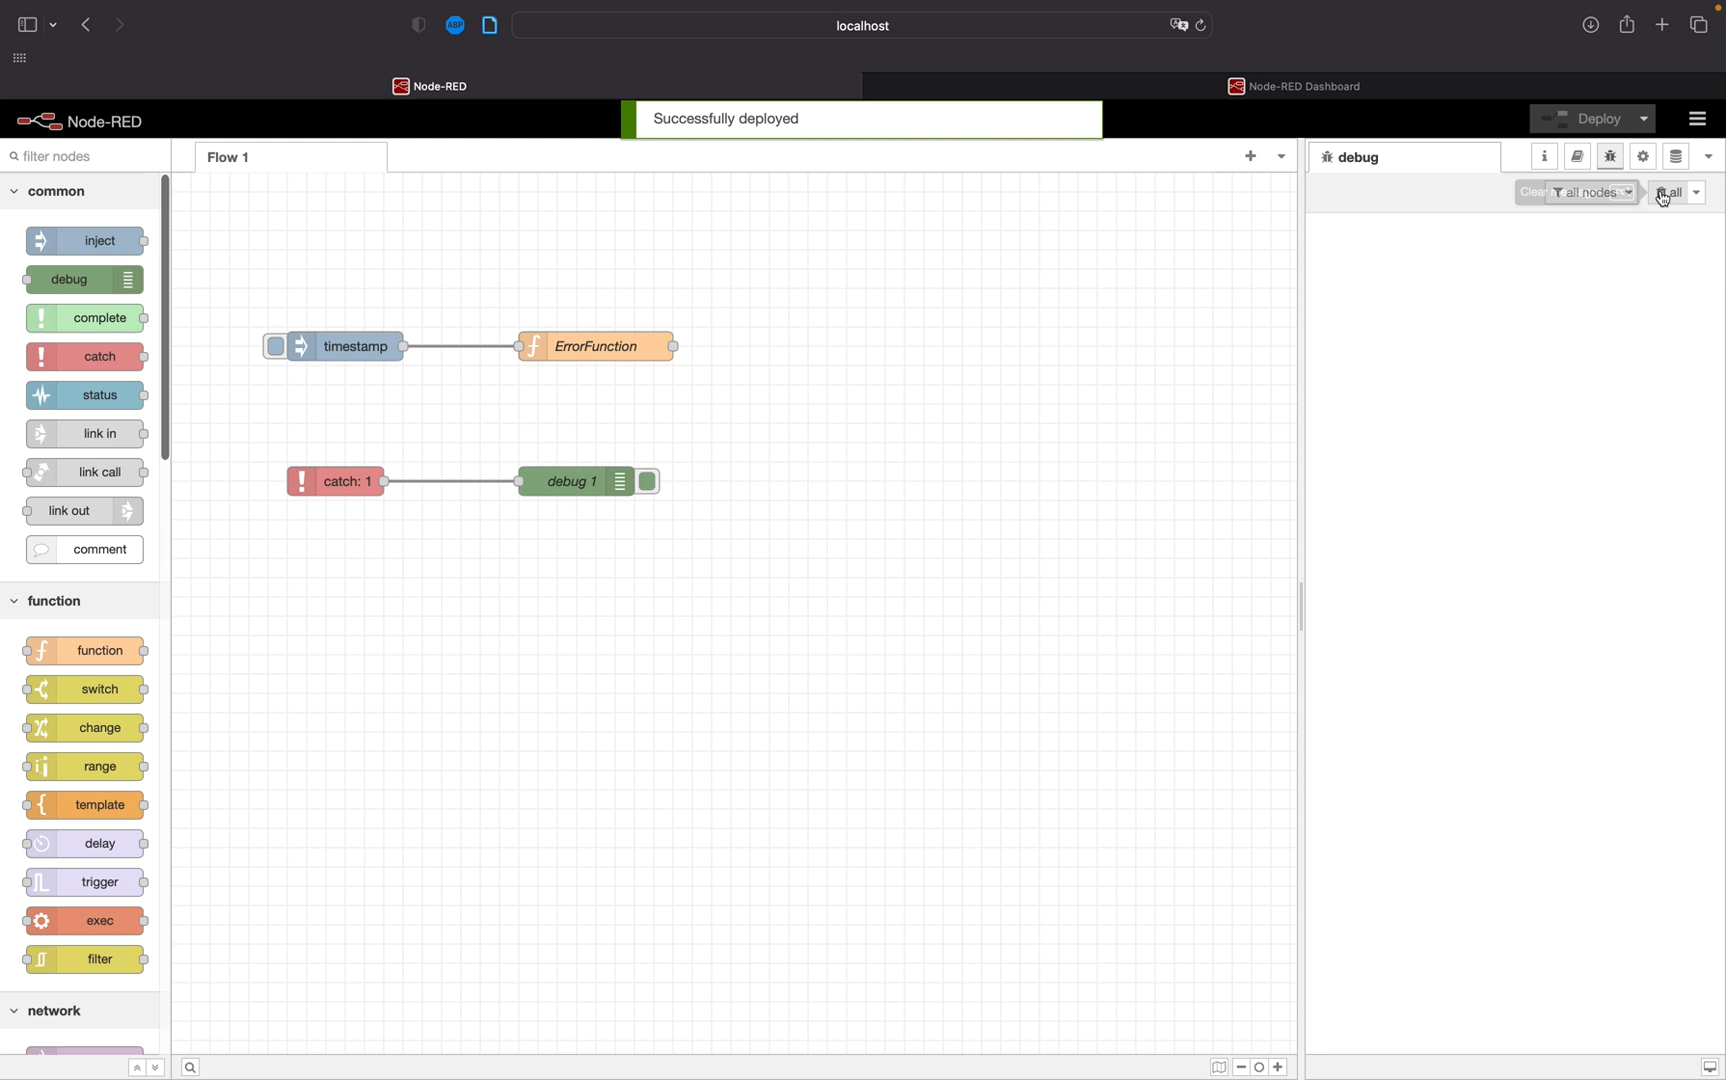 localhost
ABP
Node-RED
Node-RED Dashboard
Node-RED
Successfully deployed
Deploy
filter nodes
Flow 1
debug
common
all nodes
all
inject
debug
complete
catch
status
link in
link call
link out
comment
timestamp
ErrorFunction
catch: 1
debug 1
function
function
switch
change
range
template
delay
trigger
exec
filter
network